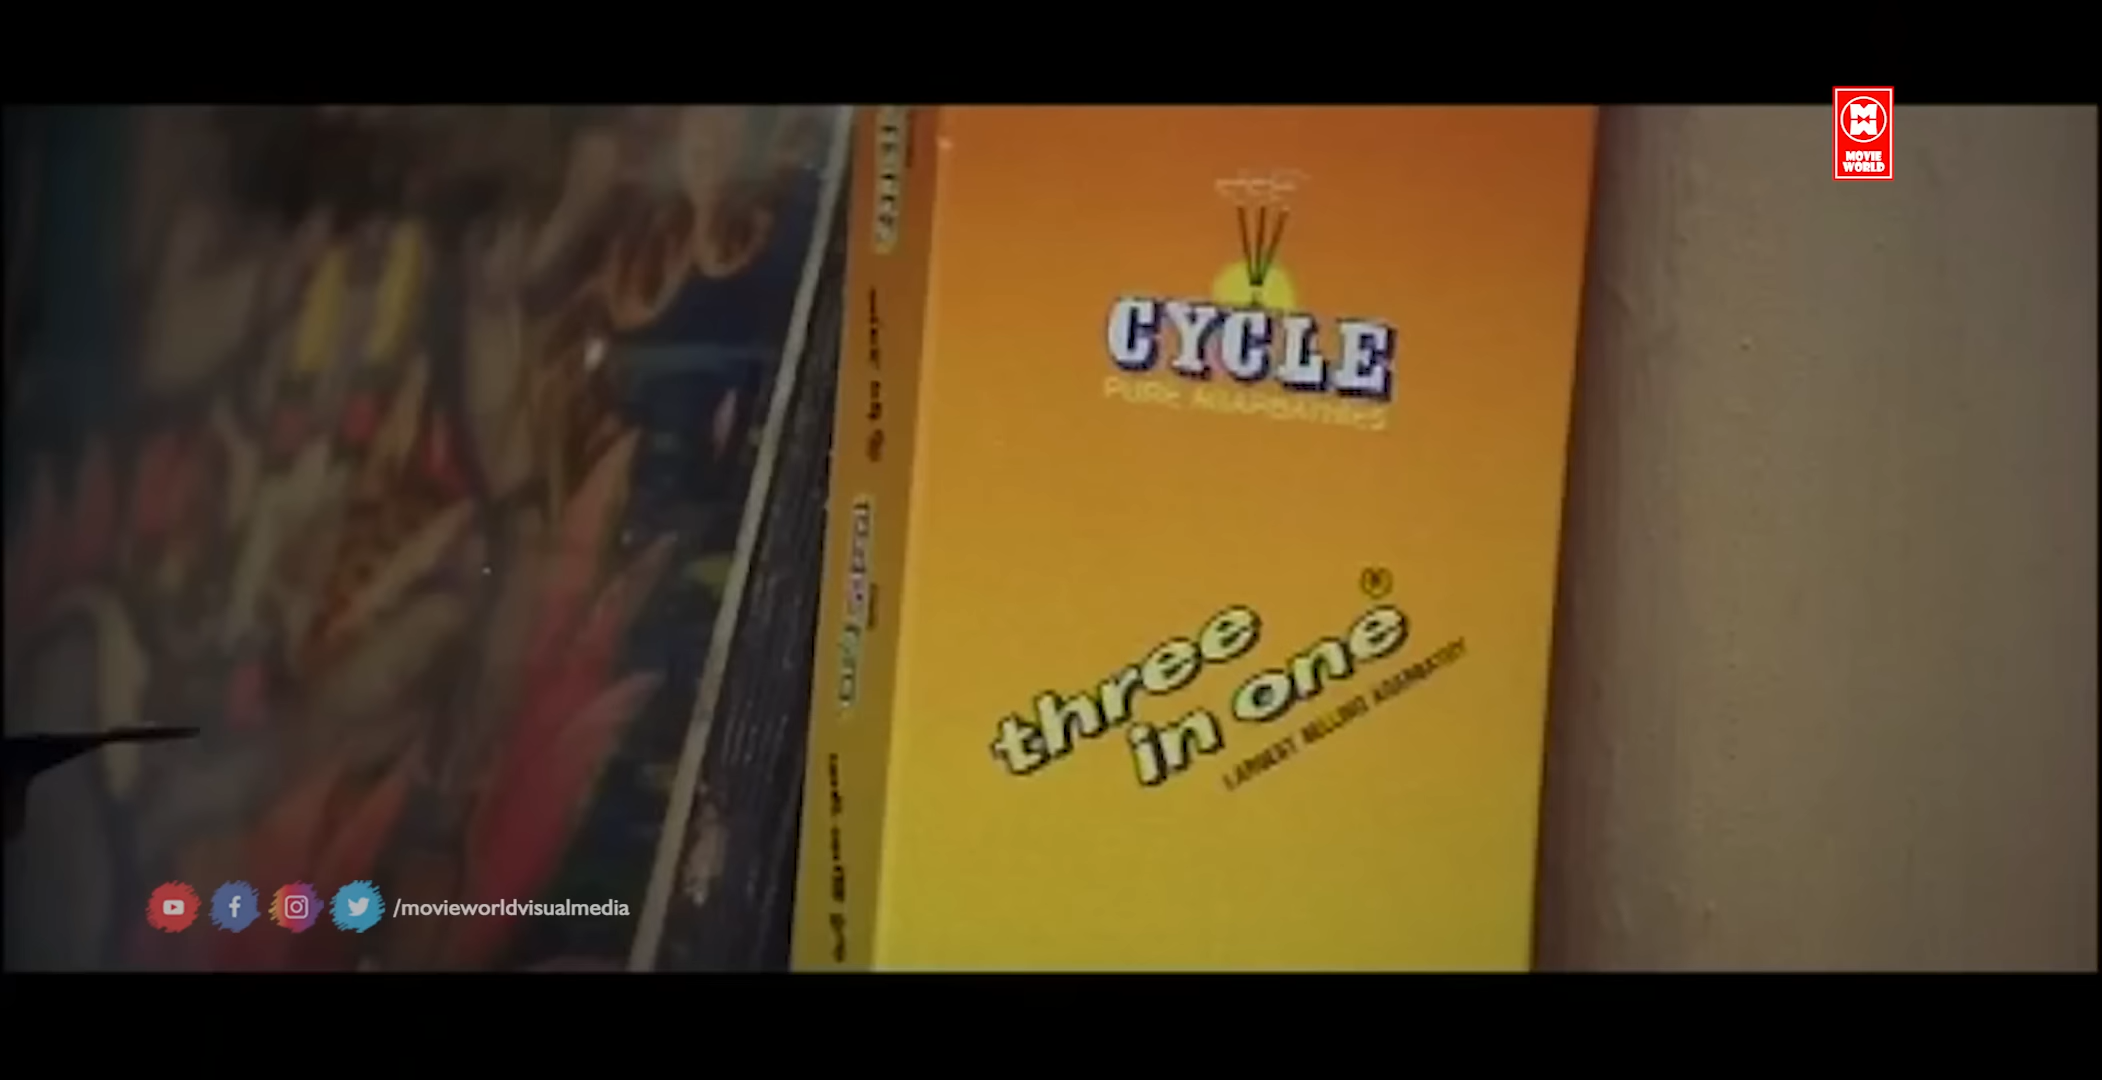 MOVIE
WORLD
CYCLE
PURE AGARBATHIES
three
in one
®
LARGEST SELLING AGARBATHY
/movieworldvisualmedia